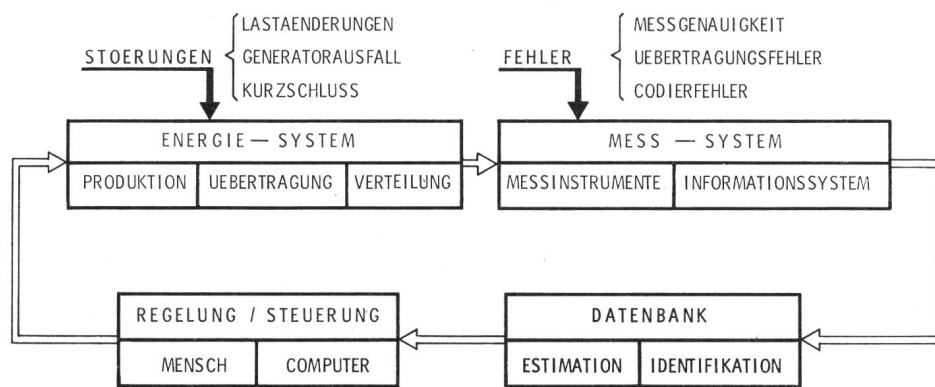 STOERUNGEN
LASTAENDERUNGEN
GENERATORAUSFALL
KURZSCHLUSS
FEHLER
MESSGENAUIGKEIT
UEBERTRAGUNGSFEHLER
CODIERFEHLER
ENERGIE — SYSTEM
PRODUKTION UEBERTRAGUNG VERTEILUNG
MESS — SYSTEM
MESSINSTRUMENTE INFORMATIONSSYSTEM
REGELUNG / STEUERUNG
MENSCH COMPUTER
DATENBANK
ESTIMATION IDENTIFIKATION